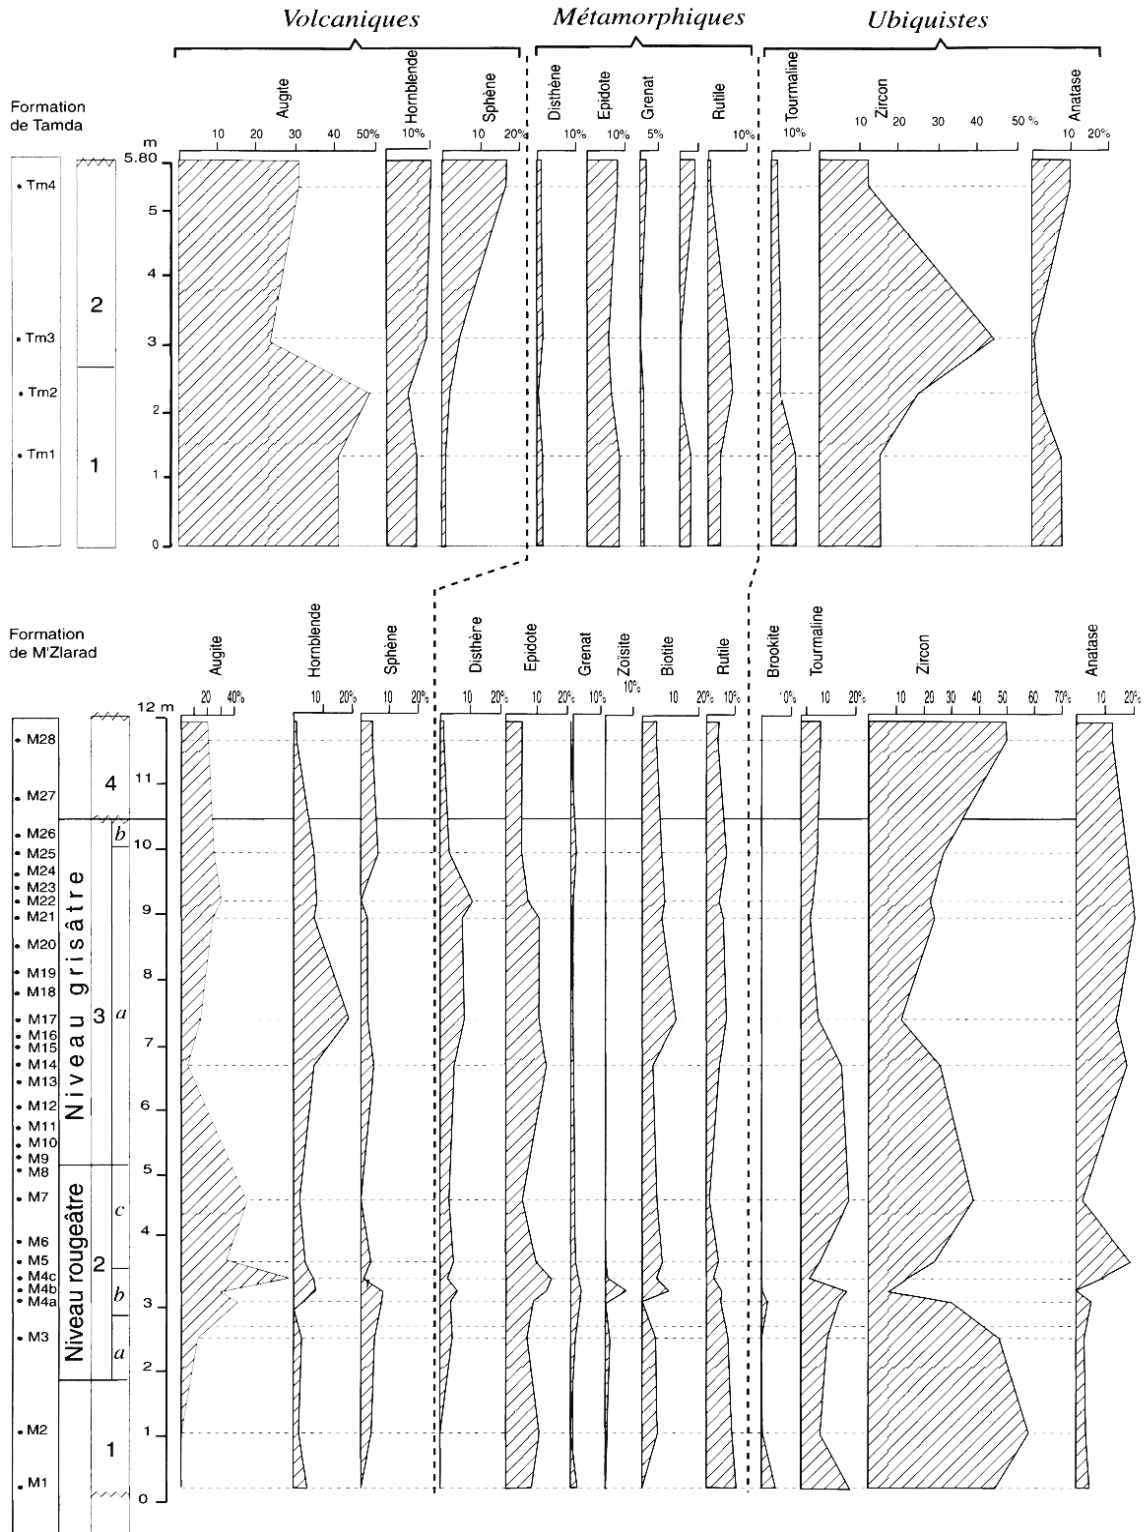 Volcaniques Métamorphiques Ubiquistes
Formation
de Tamda
Augite Hornblende Sphène Disthène Epidote Grenat Rutile Tourmaline Zircon Anatase
10 20 30 40 50% 10% 10 20% 10% 10% 5% 10% 10% 10 20 30 40 50% 10 20%
m
5.80
Tm4
5
4
2
Tm3
3
Tm2
2
Tm1
1
1
0
Formation
de M'Zlarad
Augite Hornblende Sphène Disthère Epidote Grenat Zoïsite Biotite Rutile Brookite Tourmaline Zircon Anatase
20 40% 10 20% 10 20% 10 20% 10 20% 10% 10% 10 20% 10% 10% 10 20% 10 20 30 40 50 60 70% 10 20%
12 m
M28
4
11
M27
M26
b
M25
10
M24
M23
M22
M21
9
M20
M19
8
M18
Niveau grisâtre
3
a
M17
M16
M15
7
M14
M13
M12
6
M11
M10
M9
M8
5
M7
c
M6
4
M5
2
M4c
M4b
b
M4a
3
Niveau rougeâtre
M3
a
2
M2
1
1
M1
0